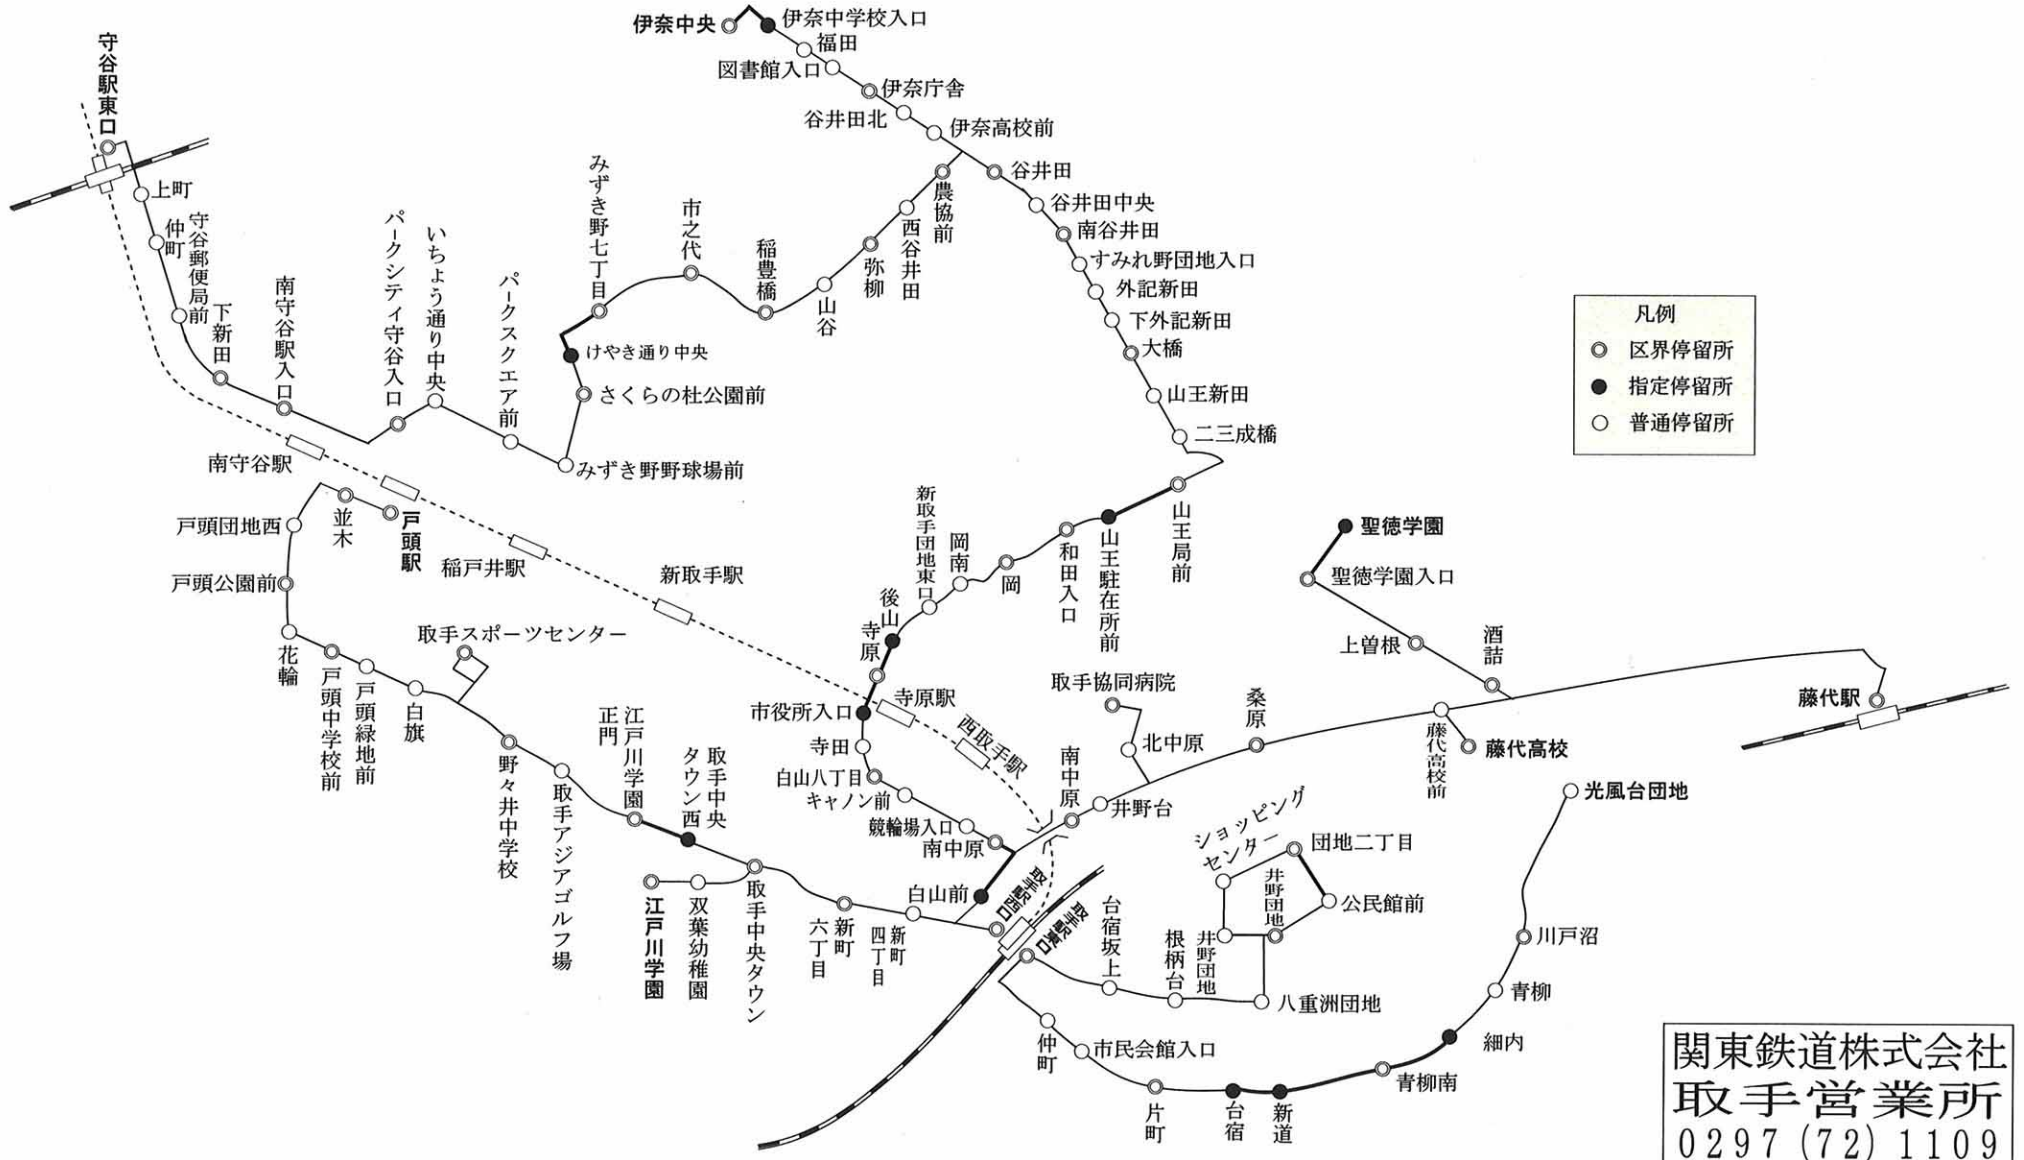 伊奈中央
伊奈中学校入口
福田
図書館入口
伊奈庁舎
谷井田北
伊奈高校前
谷井田
谷井田中央
南谷井田
すみれ野団地入口
外記新田
下外記新田
大橋
山王新田
二三成橋
山王局前
山王駐在所前
和田入口
岡
岡南
新取手団地東口
後山
寺原
市役所入口
寺田
白山八丁目
キャノン前
競輪場入口
南中原
白山前
守谷駅東口
上町
仲町
守谷郵便局前
下新田
南守谷駅入口
パークシティ守谷入口
いちょう通り中央
パークスクエア前
みずき野野球場前
さくらの杜公園前
けやき通り中央
みずき野七丁目
市之代
稲豊橋
山谷
弥柳
西谷井田
農協前
凡例
区界停留所
指定停留所
普通停留所
南守谷駅
戸頭駅
稲戸井駅
新取手駅
寺原駅
西取手駅
並木
戸頭団地西
戸頭公園前
花輪
戸頭中学校前
戸頭緑地前
白旗
取手スポーツセンター
野々井中学校
取手アジアゴルフ場
江戸川学園
正門
取手中央
タウン西
取手中央タウン
双葉幼稚園
江戸川学園
新町
六丁目
新町
四丁目
取手駅西口
取手駅東口
南中原
井野台
北中原
取手協同病院
桑原
藤代高校前
藤代高校
酒詰
上曽根
聖徳学園入口
聖徳学園
藤代駅
台宿坂上
根柄台
八重洲団地
井野団地
井野団地
ショッピング
センター
団地二丁目
公民館前
仲町
市民会館入口
片町
台宿
新道
青柳南
細内
青柳
川戸沼
光風台団地
関東鉄道株式会社
取手営業所
0297(72)1109